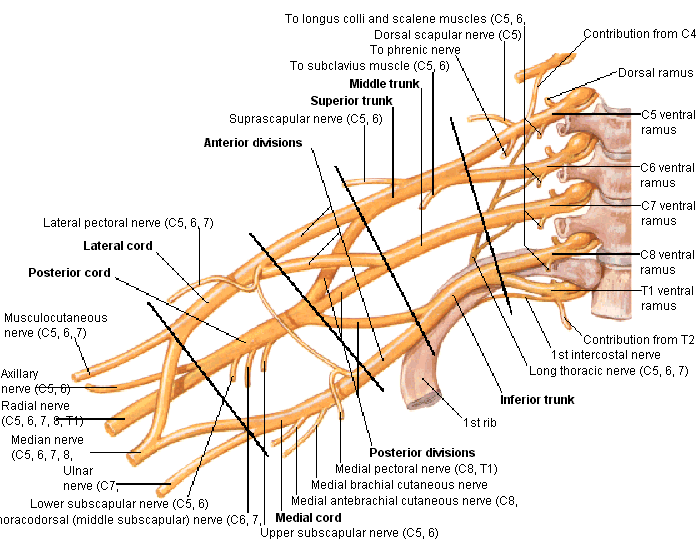 To longus colli and scalene muscles (C5, 6,
Contribution from C4
Dorsal scapular nerve (C5)
To phrenic nerve
To subclavius muscle (C5, 6)
Dorsal ramus
Middle trunk
Superior trunk
Suprascapular nerve (C5, 6)
C5 ventral
ramus
Anterior divisions
C6 ventral
ramus
C7 ventral
ramus
Lateral pectoral nerve (C5, 6, 7)
Lateral cord
C8 ventral
ramus
Posterior cord
T1 ventral
ramus
Musculocutaneous
nerve (C5, 6, 7)
Contribution from T2
1st intercostal nerve
Long thoracic nerve (C5, 6, 7)
Axillary
nerve (C5, 6)
Inferior trunk
Radial nerve
(C5, 6, 7, 8, T1)
1st rib
Median nerve
(C5, 6, 7, 8,
Posterior divisions
Medial pectoral nerve (C8, T1)
Ulnar
nerve (C7,
Medial brachial cutaneous nerve
Medial antebrachial cutaneous nerve (C8,
Lower subscapular nerve (C5, 6)
horacodorsal (middle subscapular) nerve (C6, 7,
Medial cord
Upper subscapular nerve (C5, 6)